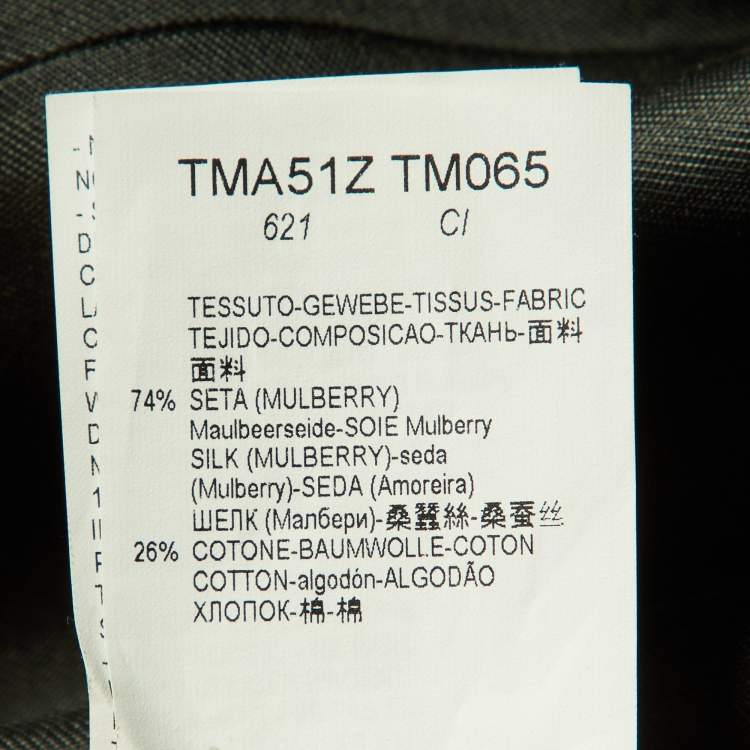 TMA51Z TM065
621 CI
TESSUTO-GEWEBE-TISSUS-FABRIC
TEJIDO-COMPOSICAO-ТКАНЬ-面料
面料
74% SETA (MULBERRY)
Maulbeerseide-SOIE Mulberry
SILK (MULBERRY)-seda
(Mulberry)-SEDA (Amoreira)
ШЕЛК (Малбери)-桑蠶絲-桑蚕丝
26% COTONE-BAUMWOLLE-COTON
COTTON-algodón-ALGODÃO
ХЛОПОК-棉-棉